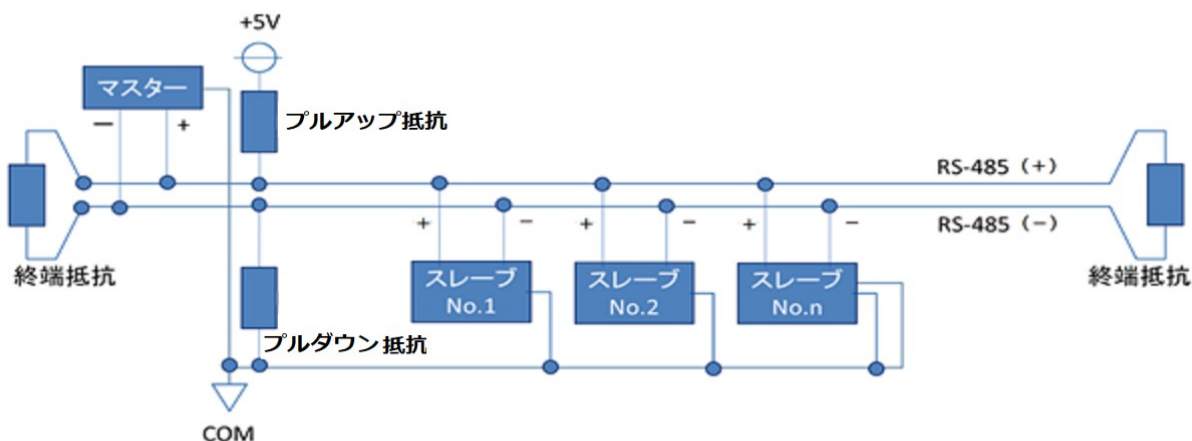 +5V
マスター
— +
プルアップ抵抗
RS-485（+）
+ − + − + −
RS-485（−）
終端抵抗
スレーブ
No.1
スレーブ
No.2
スレーブ
No.n
終端抵抗
プルダウン抵抗
COM